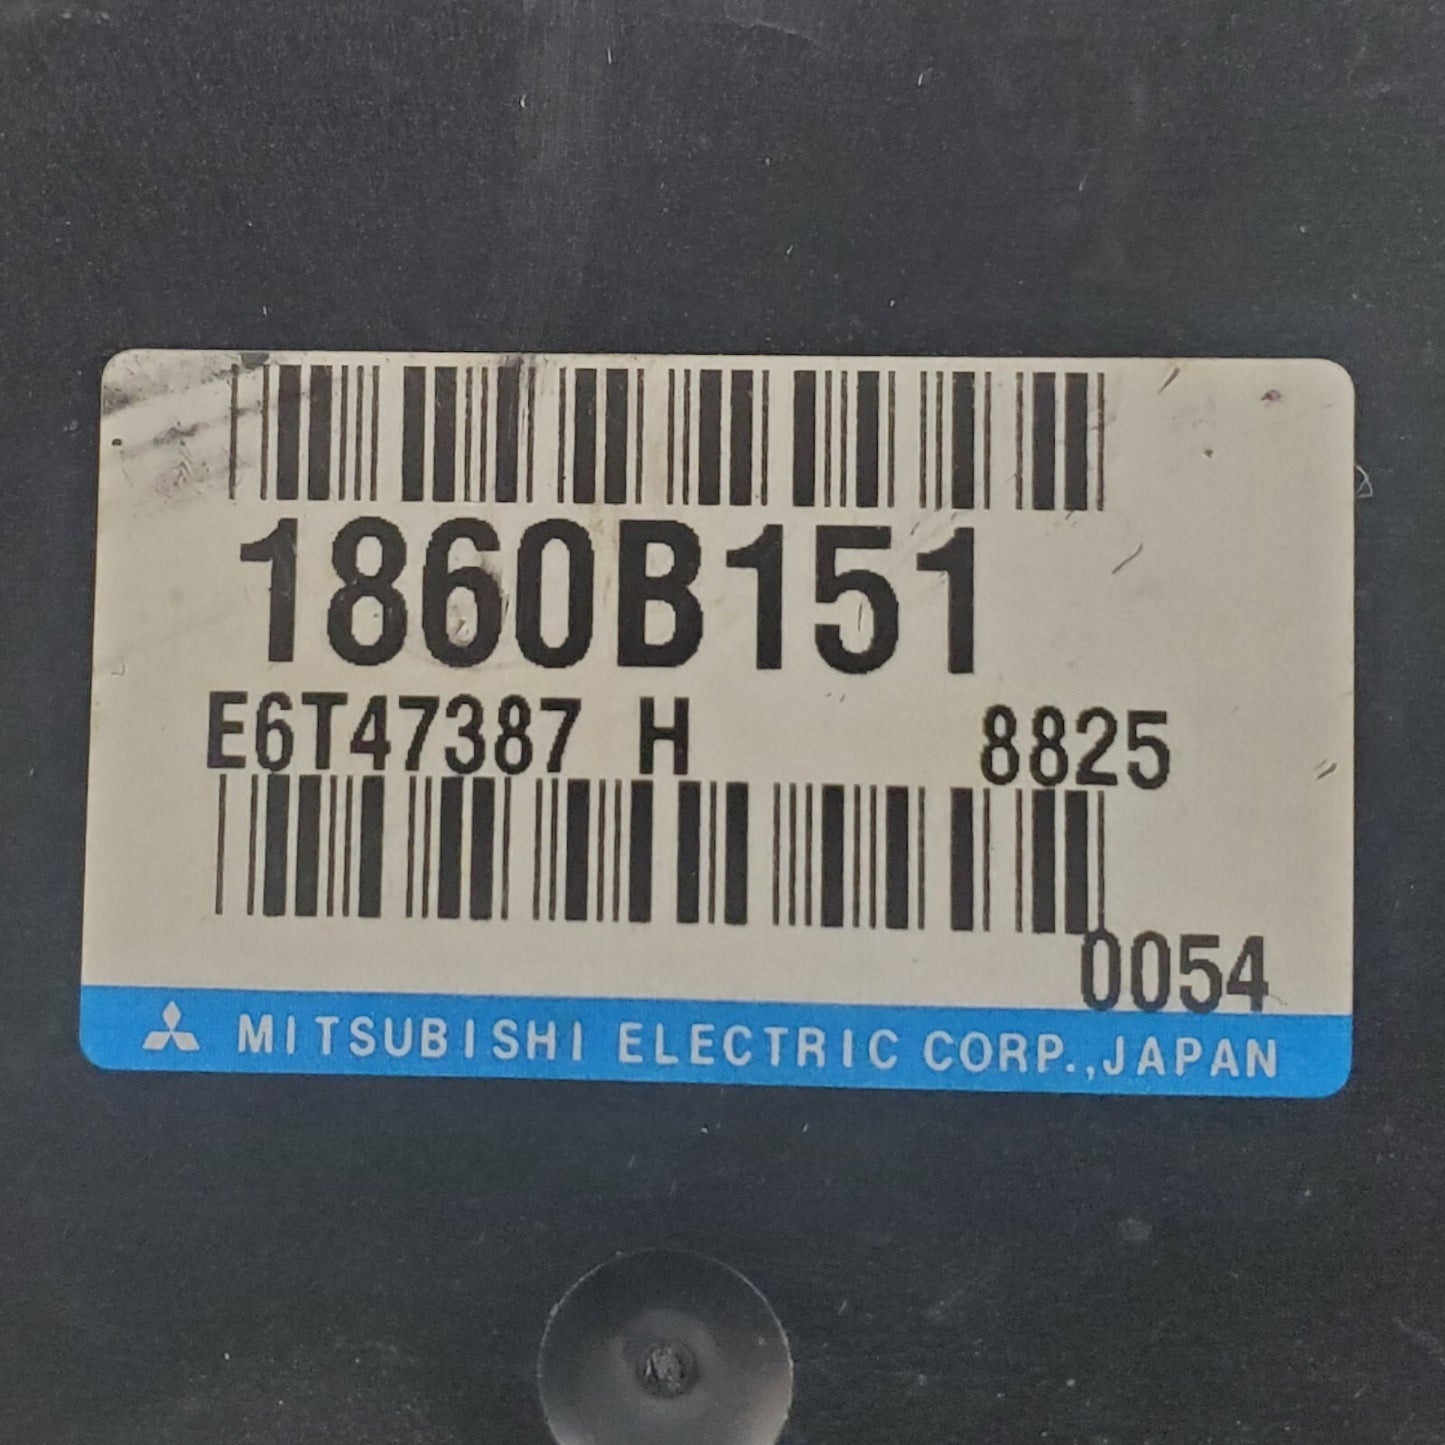 1860B151
E6T47387 H 8825
0054
MITSUBISHI ELECTRIC CORP.,JAPAN